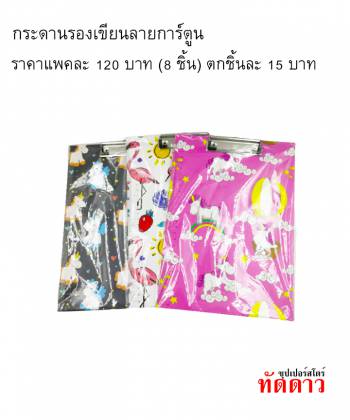 กระดานรองเขียนลายการ์ตูน
ราคาแพคละ 120 บาท (8 ชิ้น) ตกชิ้นละ 15 บาท
ซุปเปอร์สโตร์
ทัดดาว